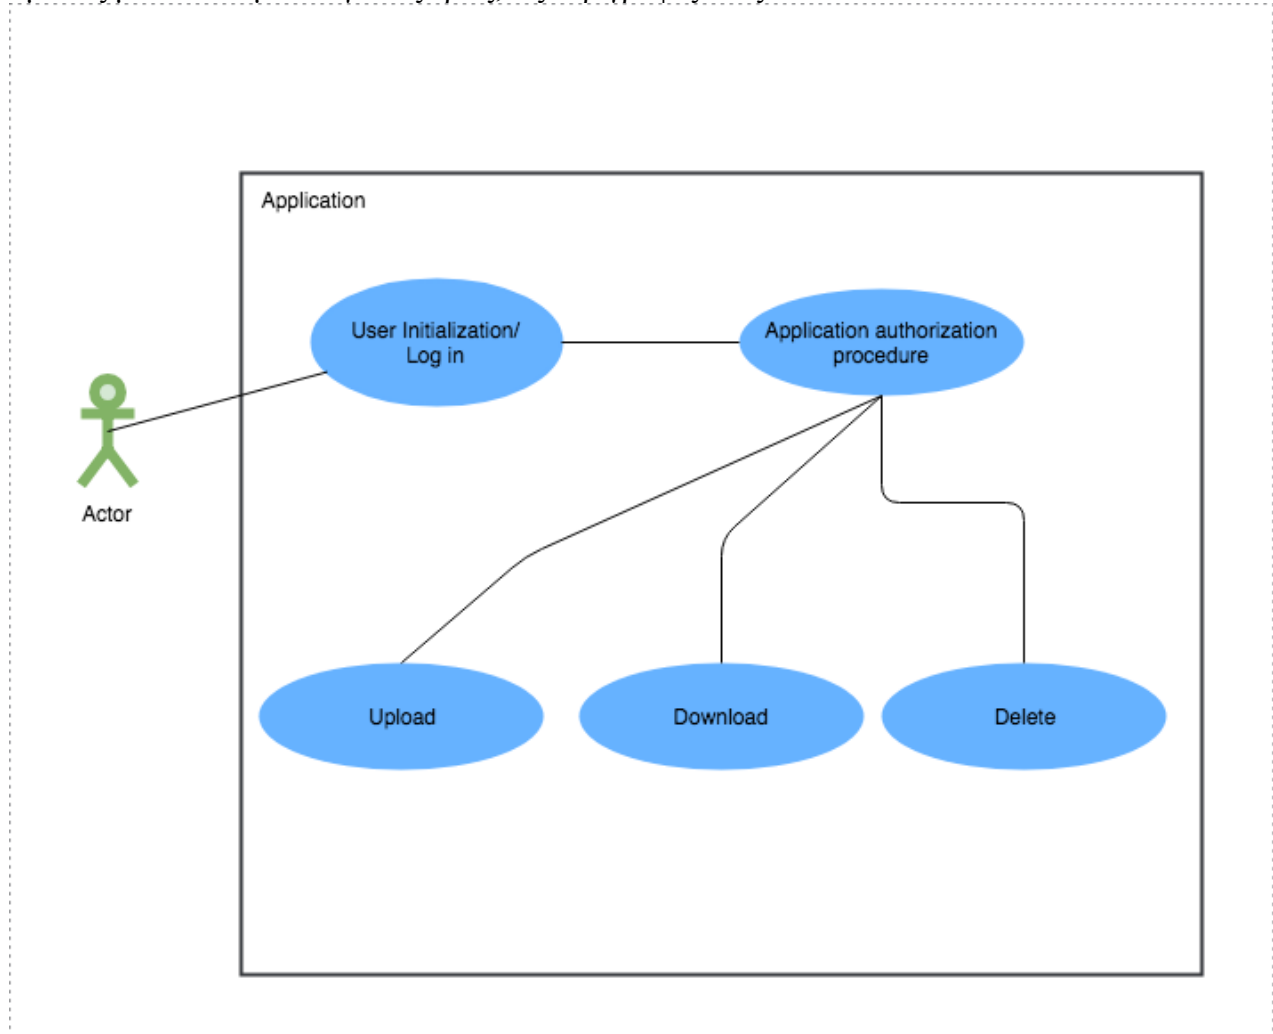 Application
User Initialization/
Log in
Application authorization
procedure
Actor
Upload
Download
Delete